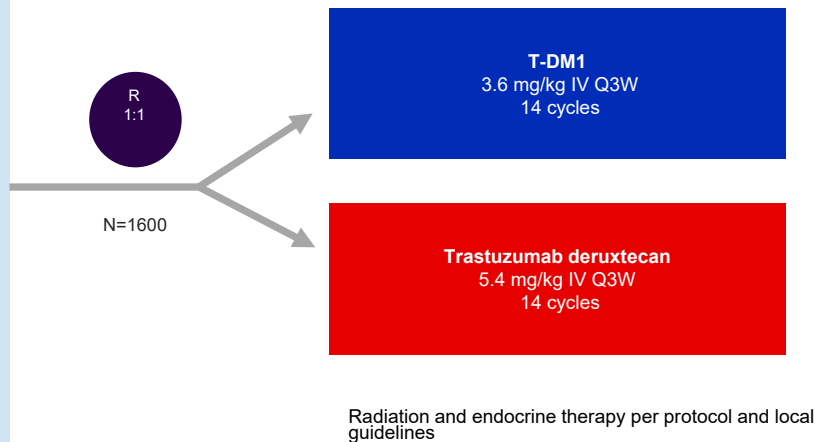 R
1:1
N=1600
T-DM1
3.6 mg/kg IV Q3W
14 cycles
Trastuzumab deruxtecan
5.4 mg/kg IV Q3W
14 cycles
Radiation and endocrine therapy per protocol and local
guidelines